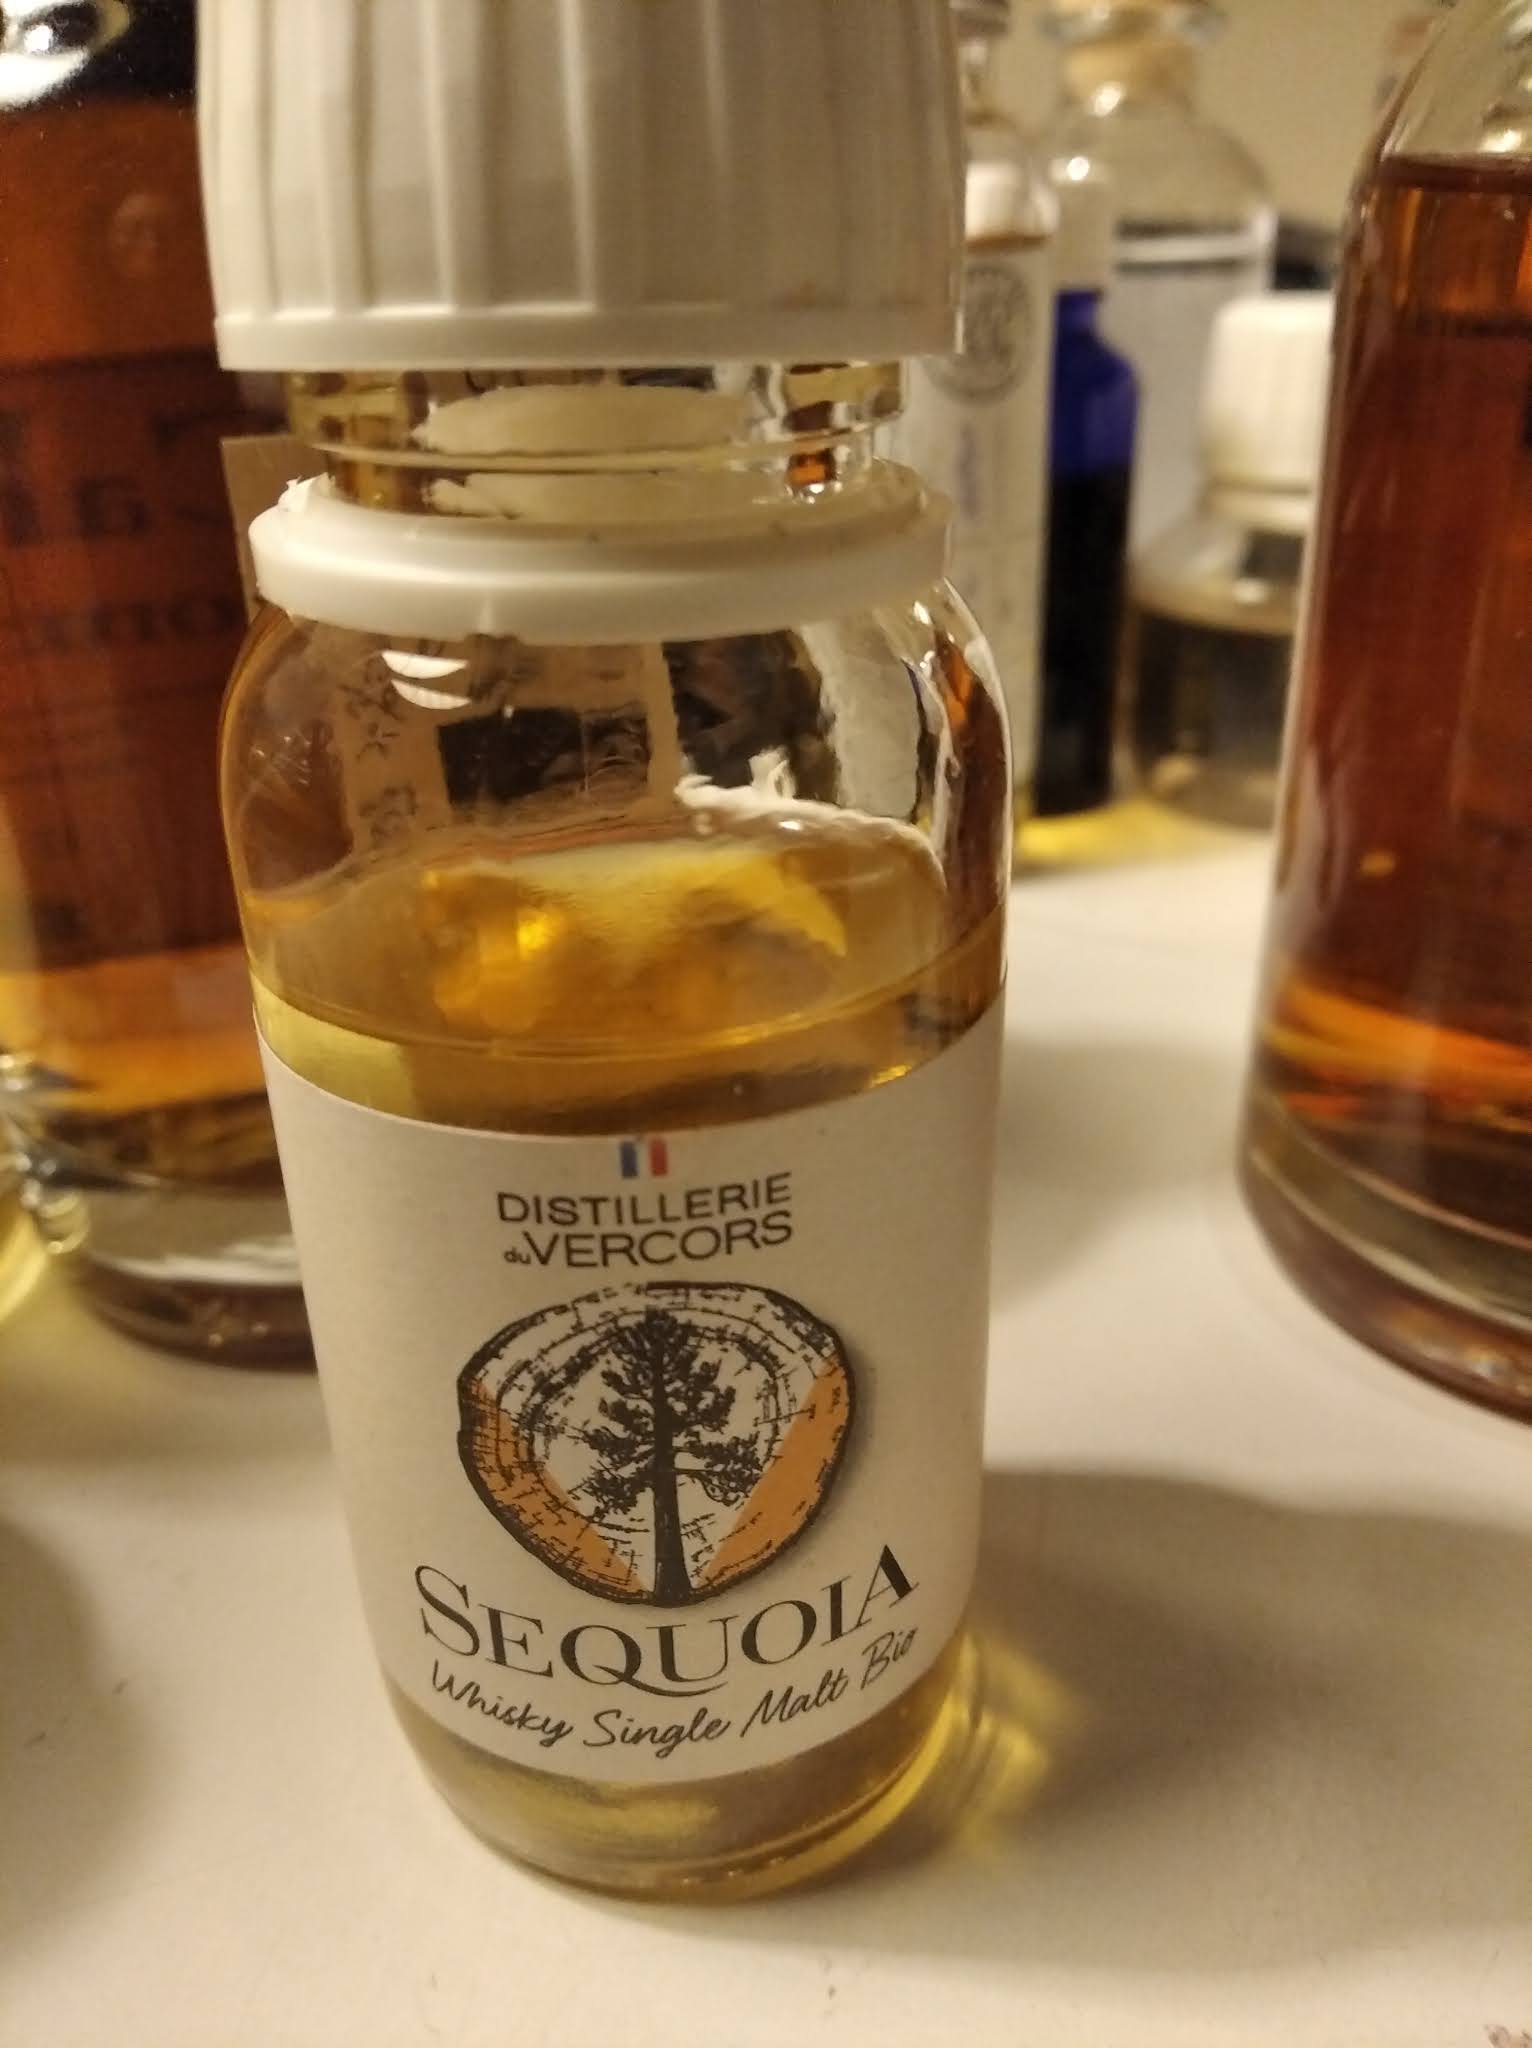 DISTILLERIE
du VERCORS
SEQUOIA
Whisky Single Malt Bio